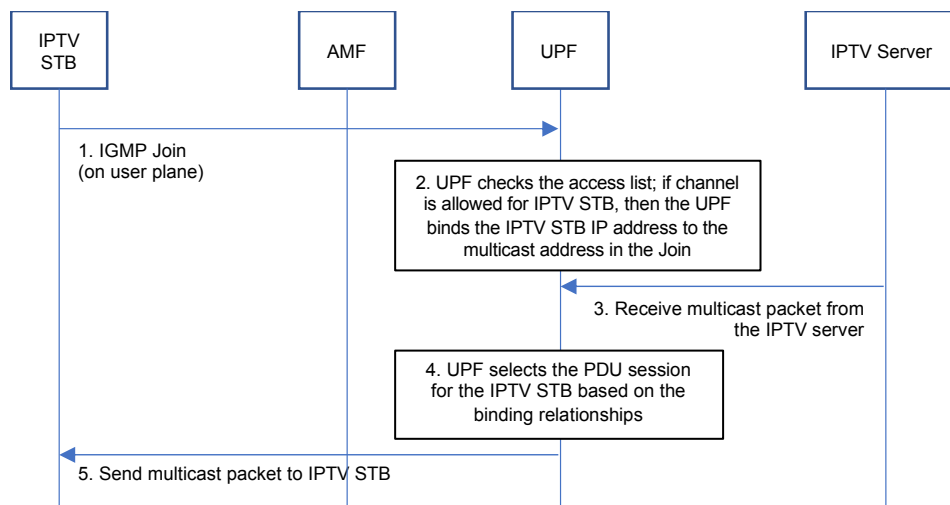 IPTV
STB
AMF
UPF
IPTV Server
1. IGMP Join
(on user plane)
2. UPF checks the access list; if channel
is allowed for IPTV STB, then the UPF
binds the IPTV STB IP address to the
multicast address in the Join
3. Receive multicast packet from
the IPTV server
4. UPF selects the PDU session
for the IPTV STB based on the
binding relationships
5. Send multicast packet to IPTV STB